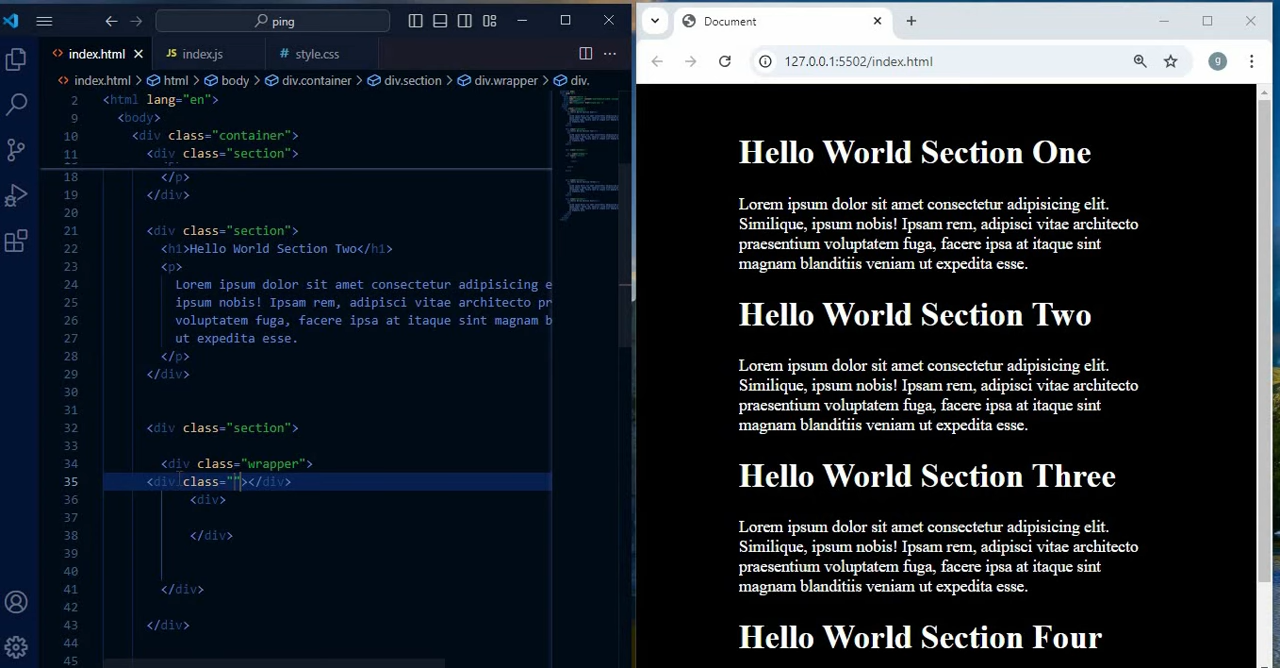 ping
index.html
JS index.js
# style.css
<> index.html > html > body > div.container > div.section > div.wrapper > div.
2 <html lang="en">
9 <body>
10 <div class="container">
11 <div class="section">
18 </p>
19 </div>
20
21 <div class="section">
22 <h1>Hello World Section Two</h1>
23 <p>
24 Lorem ipsum dolor sit amet consectetur adipisicing e
25 ipsum nobis! Ipsam rem, adipisci vitae architecto pr
26 voluptatem fuga, facere ipsa at itaque sint magnam b
27 ut expedita esse.
28 </p>
29 </div>
30
31
32 <div class="section">
33
34 <div class="wrapper">
35 <div class=""></div>
36 <div>
37
38 </div>
39
40
41 </div>
42
43 </div>
44
45
Document
127.0.0.1:5502/index.html
g
Hello World Section One
Lorem ipsum dolor sit amet consectetur adipisicing elit.
Similique, ipsum nobis! Ipsam rem, adipisci vitae architecto
praesentium voluptatem fuga, facere ipsa at itaque sint
magnam blanditiis veniam ut expedita esse.
Hello World Section Two
Lorem ipsum dolor sit amet consectetur adipisicing elit.
Similique, ipsum nobis! Ipsam rem, adipisci vitae architecto
praesentium voluptatem fuga, facere ipsa at itaque sint
magnam blanditiis veniam ut expedita esse.
Hello World Section Three
Lorem ipsum dolor sit amet consectetur adipisicing elit.
Similique, ipsum nobis! Ipsam rem, adipisci vitae architecto
praesentium voluptatem fuga, facere ipsa at itaque sint
magnam blanditiis veniam ut expedita esse.
Hello World Section Four